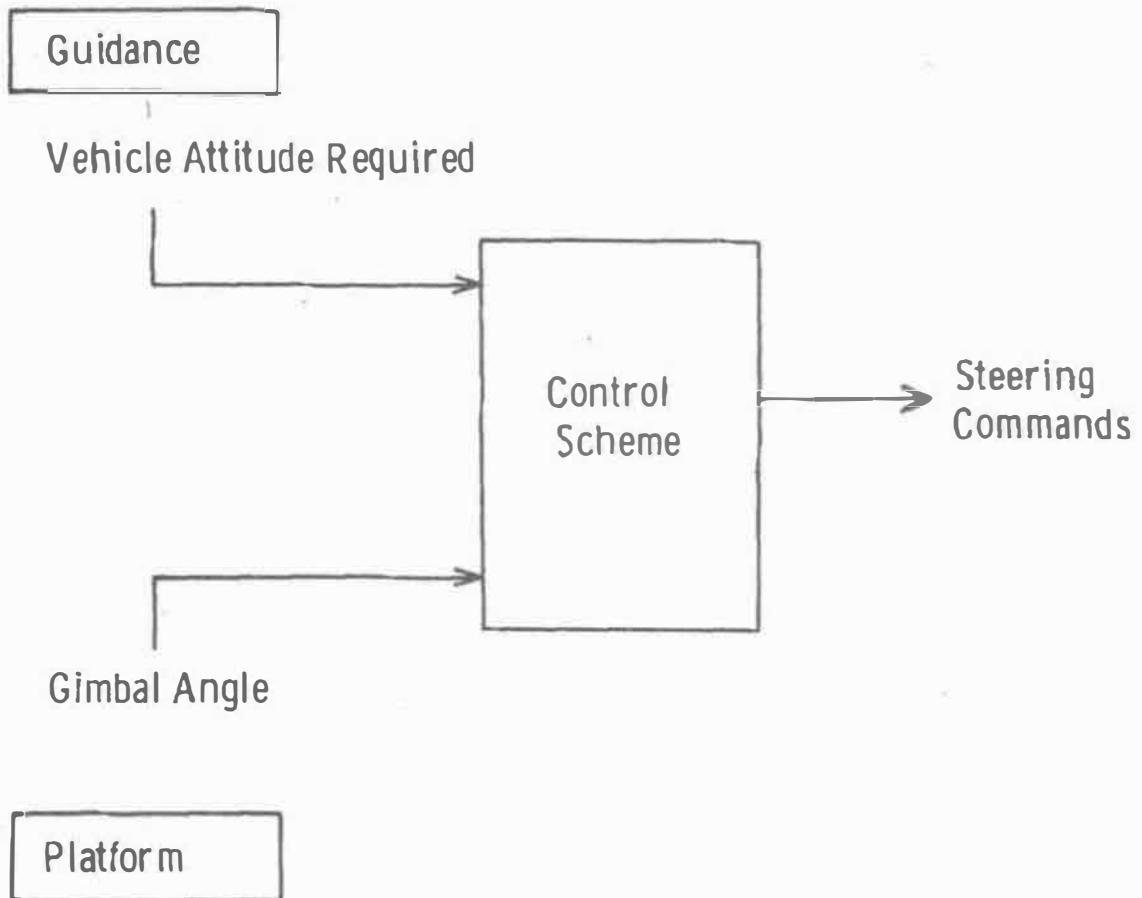 Guidance
Vehicle Attitude Required
Control
Scheme
Steering
Commands
Gimbal Angle
Platform